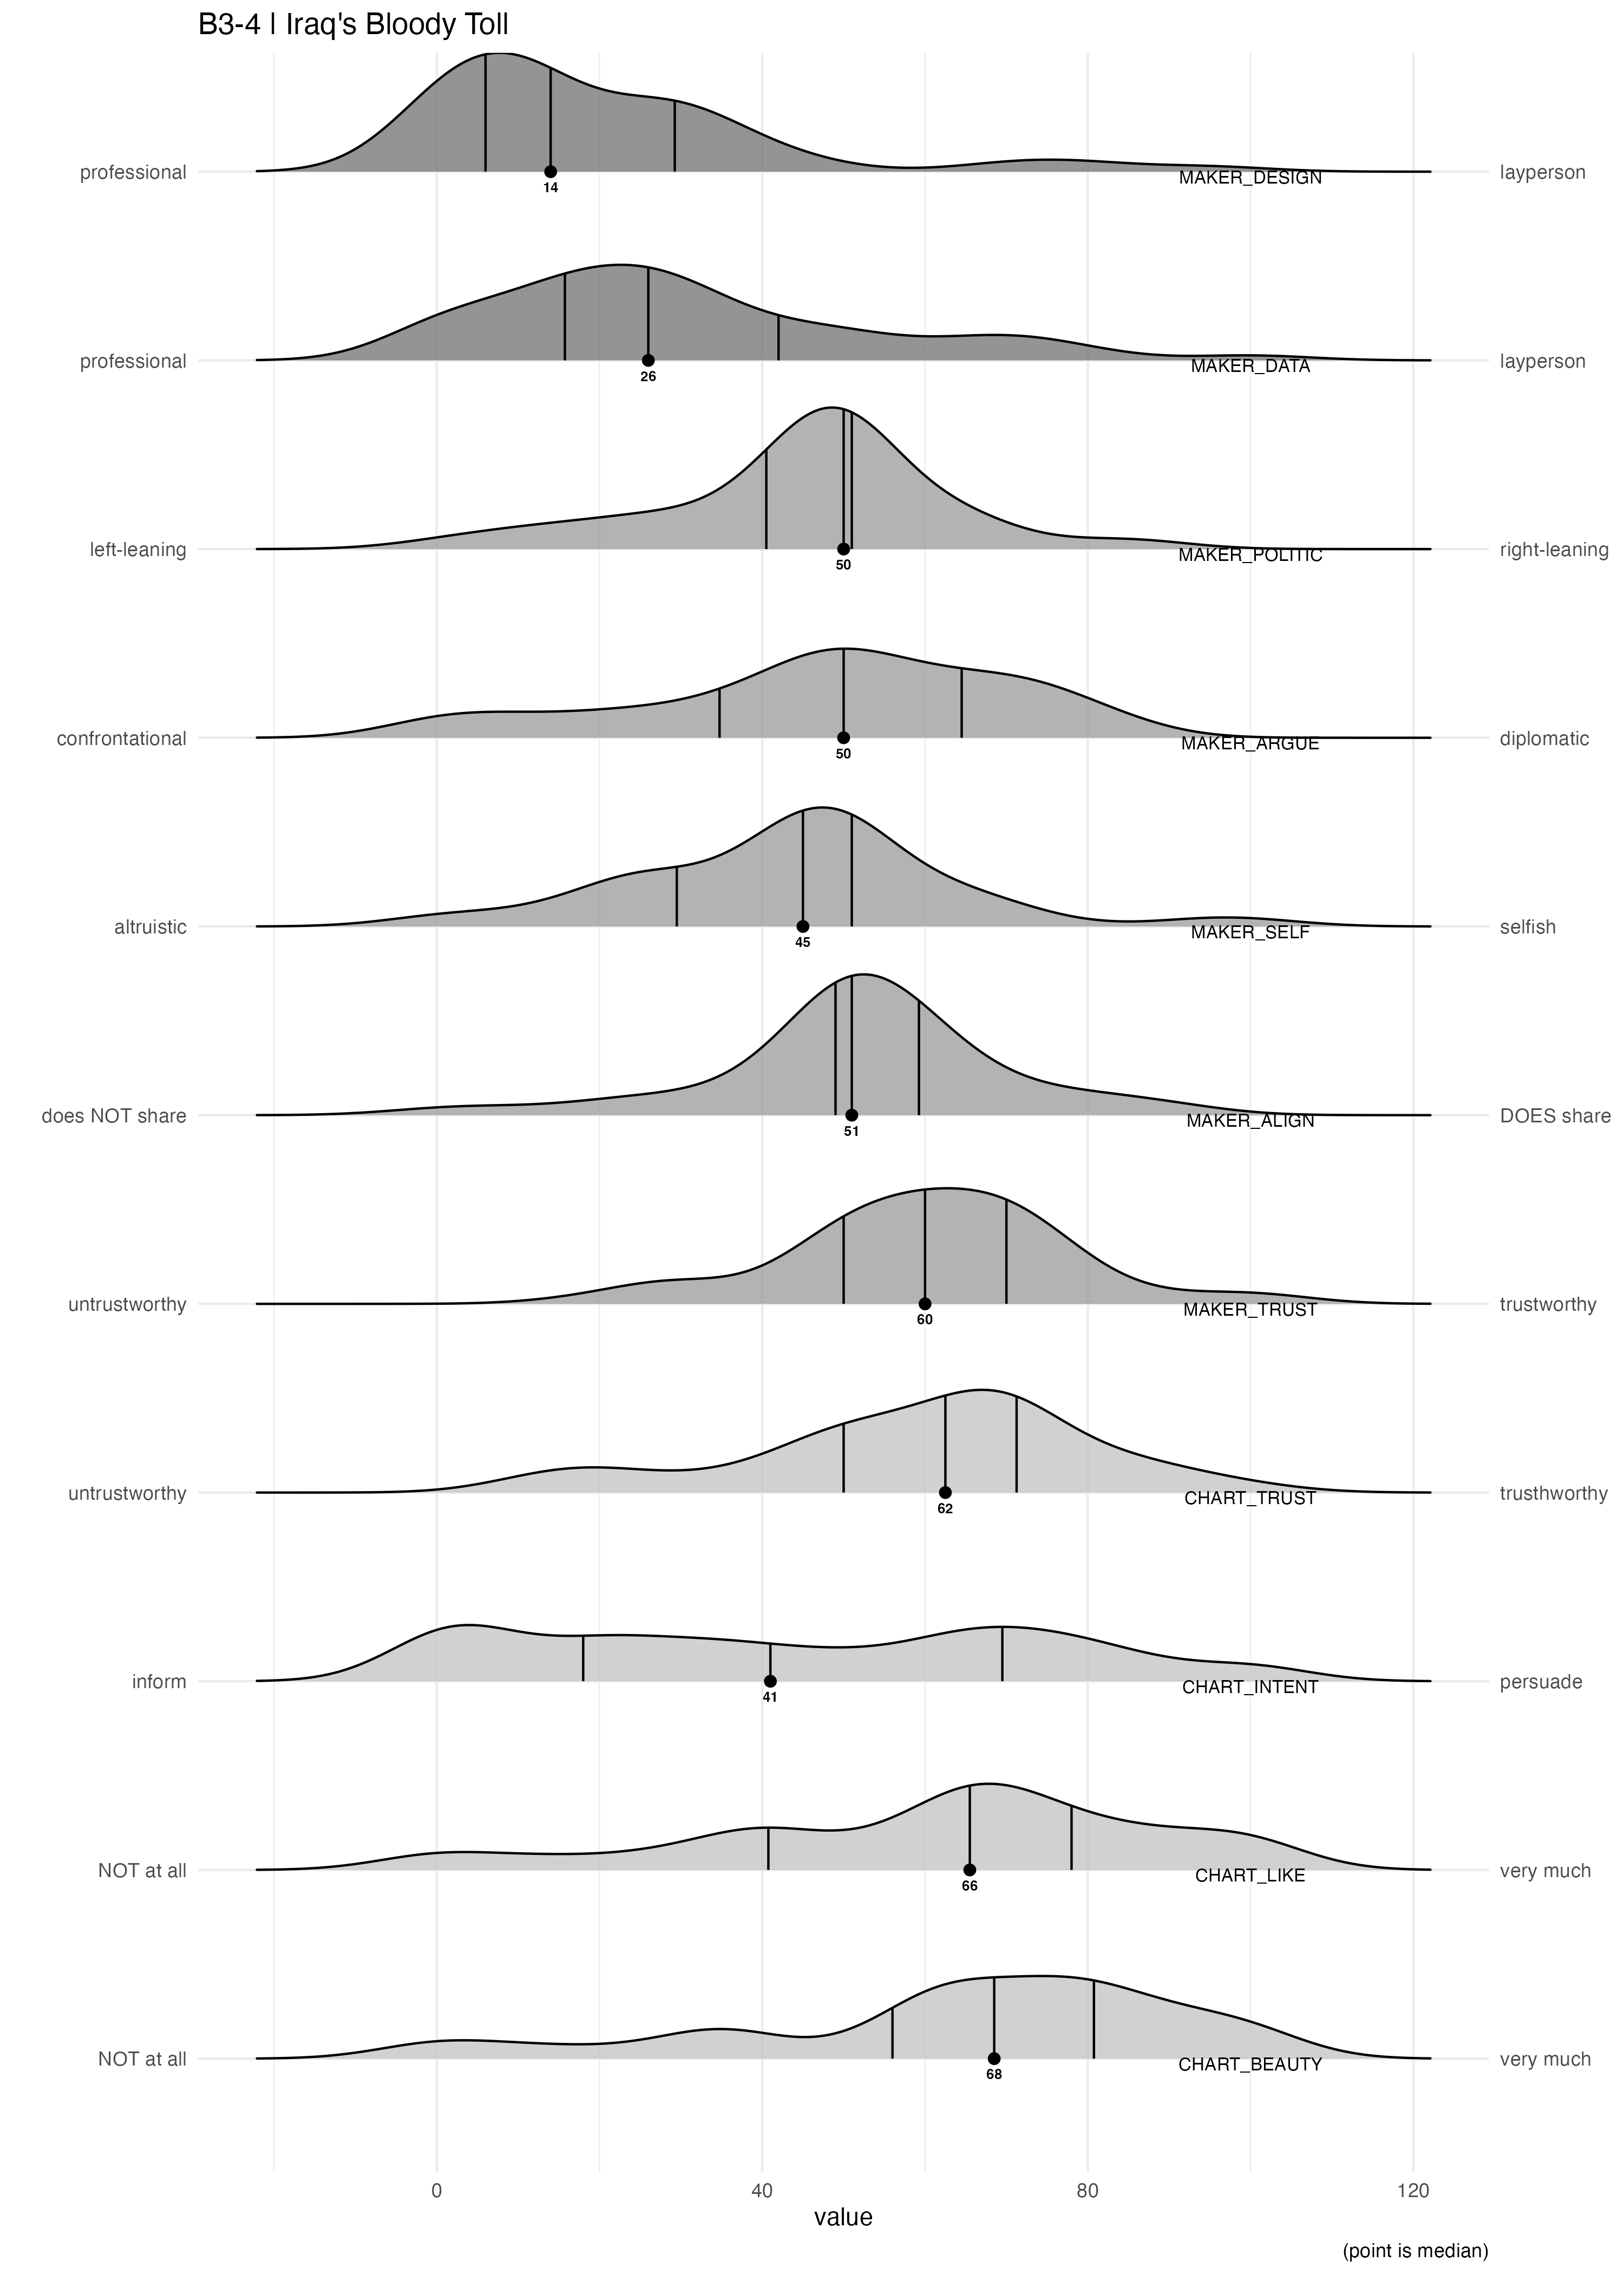 B3-4 | Iraq's Bloody Toll
professional
MAKER_DESIGN
layperson
14
professional
MAKER_DATA
layperson
26
left-leaning
MAKER_POLITIC
right-leaning
50
confrontational
MAKER_ARGUE
diplomatic
50
altruistic
MAKER_SELF
selfish
45
does NOT share
MAKER_ALIGN
DOES share
51
untrustworthy
MAKER_TRUST
trustworthy
60
untrustworthy
CHART_TRUST
trusthworthy
62
inform
CHART_INTENT
persuade
41
NOT at all
CHART_LIKE
very much
66
NOT at all
CHART_BEAUTY
very much
68
0 40 80 120
value
(point is median)